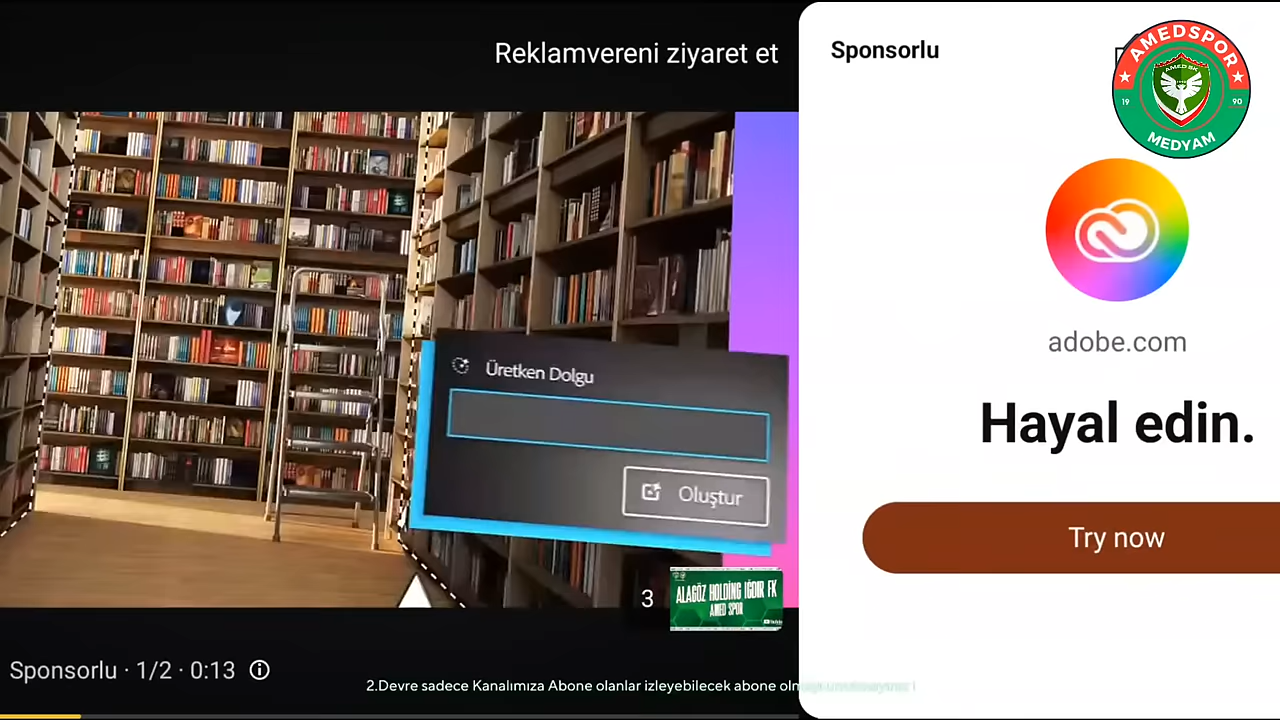 Reklamvereni ziyaret et
Sponsorlu
AMEDSPOR
AMED SK
19 90
MEDYAM
adobe.com
Hayal edin.
Try now
Üretken Dolgu
Oluştur
3
ALAGÖZ HOLDİNG IĞDIR FK
AMED SPOR
Sponsorlu · 1/2 · 0:13
2.Devre sadece Kanalımıza Abone olanlar izleyebilecek abone